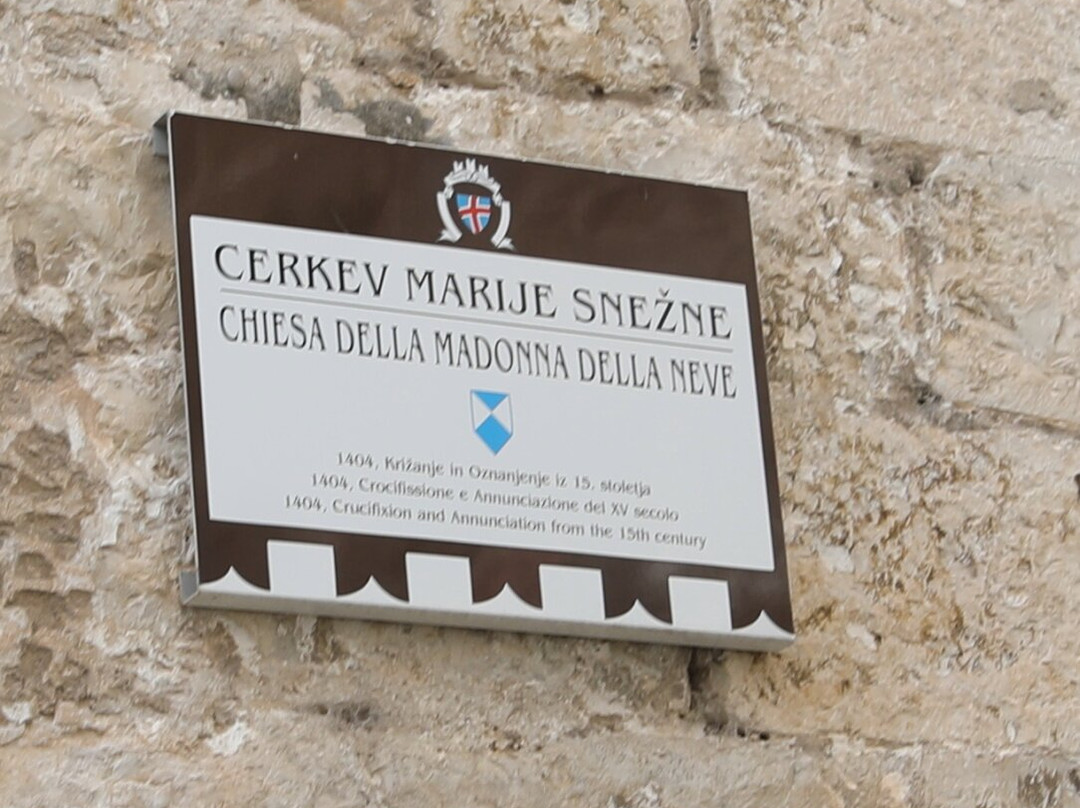 CERKEV MARIJE SNEŽNE
CHIESA DELLA MADONNA DELLA NEVE
1404, Križanje in Oznanjenje iz 15. stoletja
1404, Crocifissione e Annunciazione del XV secolo
1404, Crucifixion and Annunciation from the 15th century